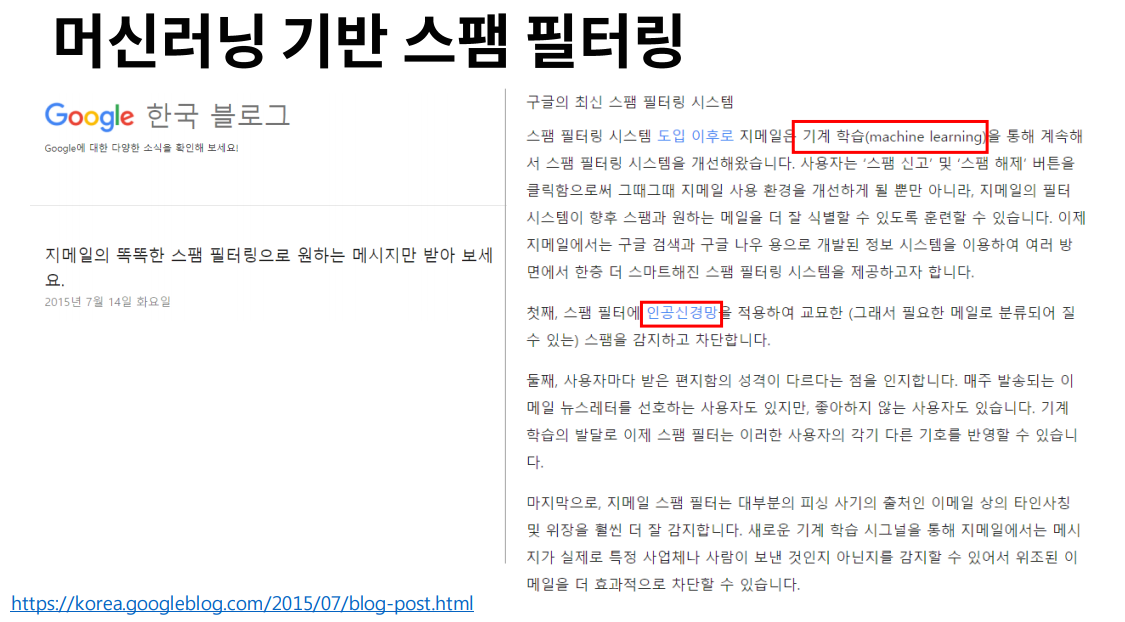 머신러닝 기반 스팸 필터링
Google 한국 블로그
Google에 대한 다양한 소식을 확인해 보세요!
지메일의 똑똑한 스팸 필터링으로 원하는 메시지만 받아 보세
요.
2015년 7월 14일 화요일
구글의 최신 스팸 필터링 시스템
스팸 필터링 시스템 도입 이후로 지메일은 기계 학습(machine learning)을 통해 계속해
서 스팸 필터링 시스템을 개선해왔습니다. 사용자는 ‘스팸 신고’ 및 ‘스팸 해제’ 버튼을
클릭함으로써 그때그때 지메일 사용 환경을 개선하게 될 뿐만 아니라, 지메일의 필터
시스템이 향후 스팸과 원하는 메일을 더 잘 식별할 수 있도록 훈련할 수 있습니다. 이제
지메일에서는 구글 검색과 구글 나우 용으로 개발된 정보 시스템을 이용하여 여러 방
면에서 한층 더 스마트해진 스팸 필터링 시스템을 제공하고자 합니다.
첫째, 스팸 필터에 인공신경망을 적용하여 교묘한 (그래서 필요한 메일로 분류되어 질
수 있는) 스팸을 감지하고 차단합니다.
둘째, 사용자마다 받은 편지함의 성격이 다르다는 점을 인지합니다. 매주 발송되는 이
메일 뉴스레터를 선호하는 사용자도 있지만, 좋아하지 않는 사용자도 있습니다. 기계
학습의 발달로 이제 스팸 필터는 이러한 사용자의 각기 다른 기호를 반영할 수 있습니
다.
마지막으로, 지메일 스팸 필터는 대부분의 피싱 사기의 출처인 이메일 상의 타인사칭
및 위장을 훨씬 더 잘 감지합니다. 새로운 기계 학습 시그널을 통해 지메일에서는 메시
지가 실제로 특정 사업체나 사람이 보낸 것인지 아닌지를 감지할 수 있어서 위조된 이
메일을 더 효과적으로 차단할 수 있습니다.
https://korea.googleblog.com/2015/07/blog-post.html